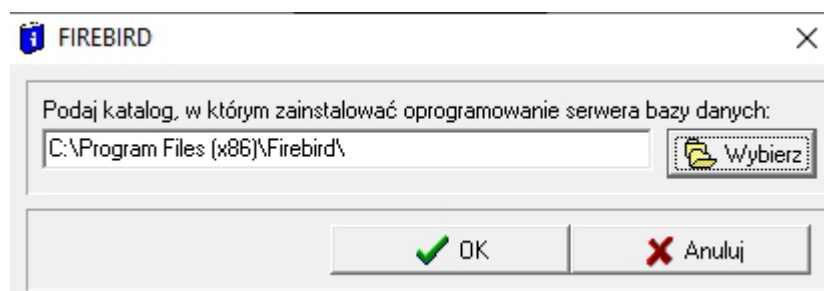 FIREBIRD
Podaj katalog, w którym zainstalować oprogramowanie serwera bazy danych:
C:\Program Files (x86)\Firebird\
Wybierz
OK
Anuluj